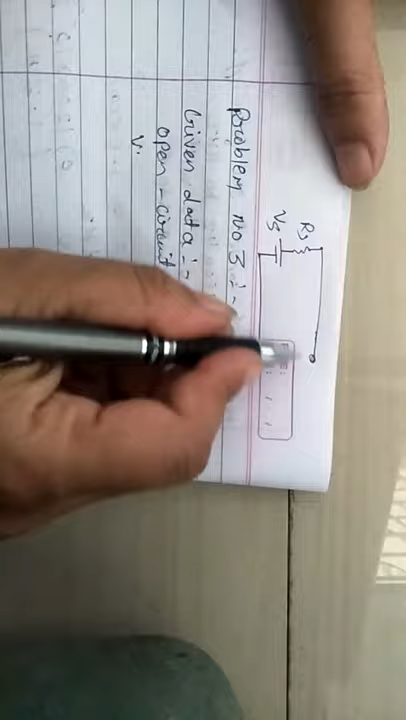 Rs
Vs
Problem No 3 :-
Given data :-
open-circuit
V.